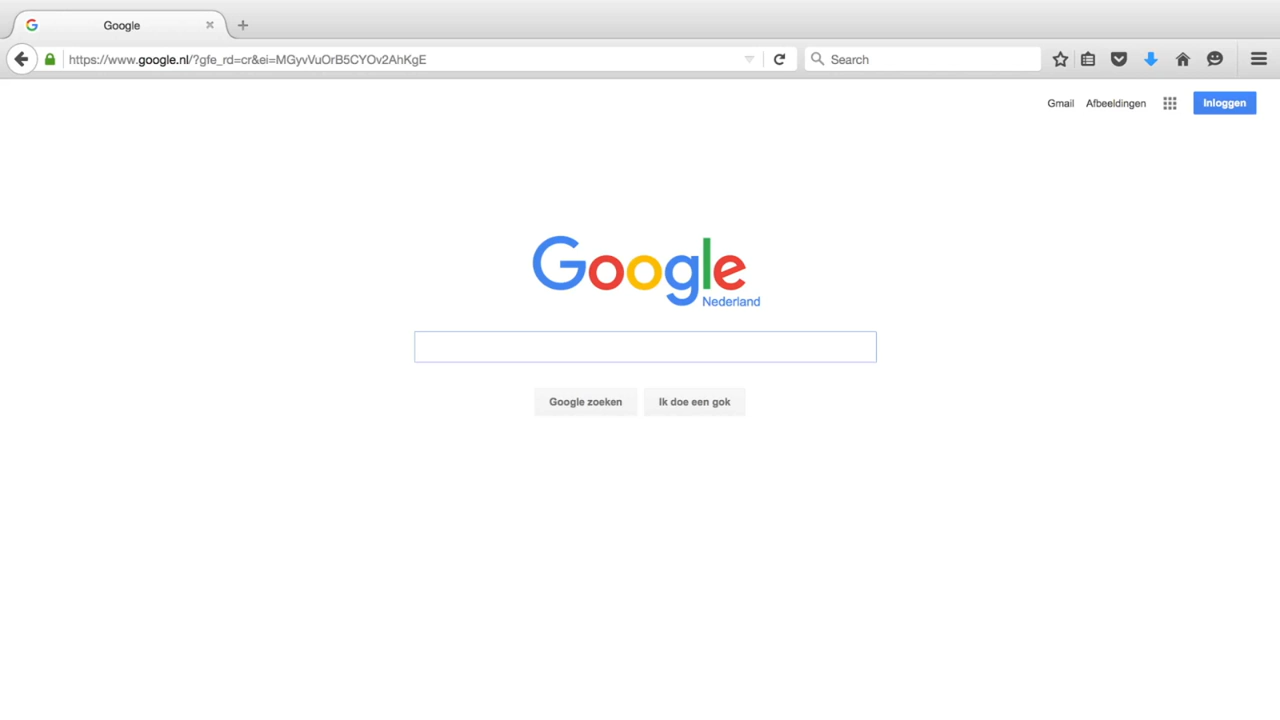 Google
https://www.google.nl/?gfe_rd=cr&ei=MGyvVuOrB5CYOv2AhKgE
Search
Gmail Afbeeldingen Inloggen
Google
Nederland
Google zoeken Ik doe een gok